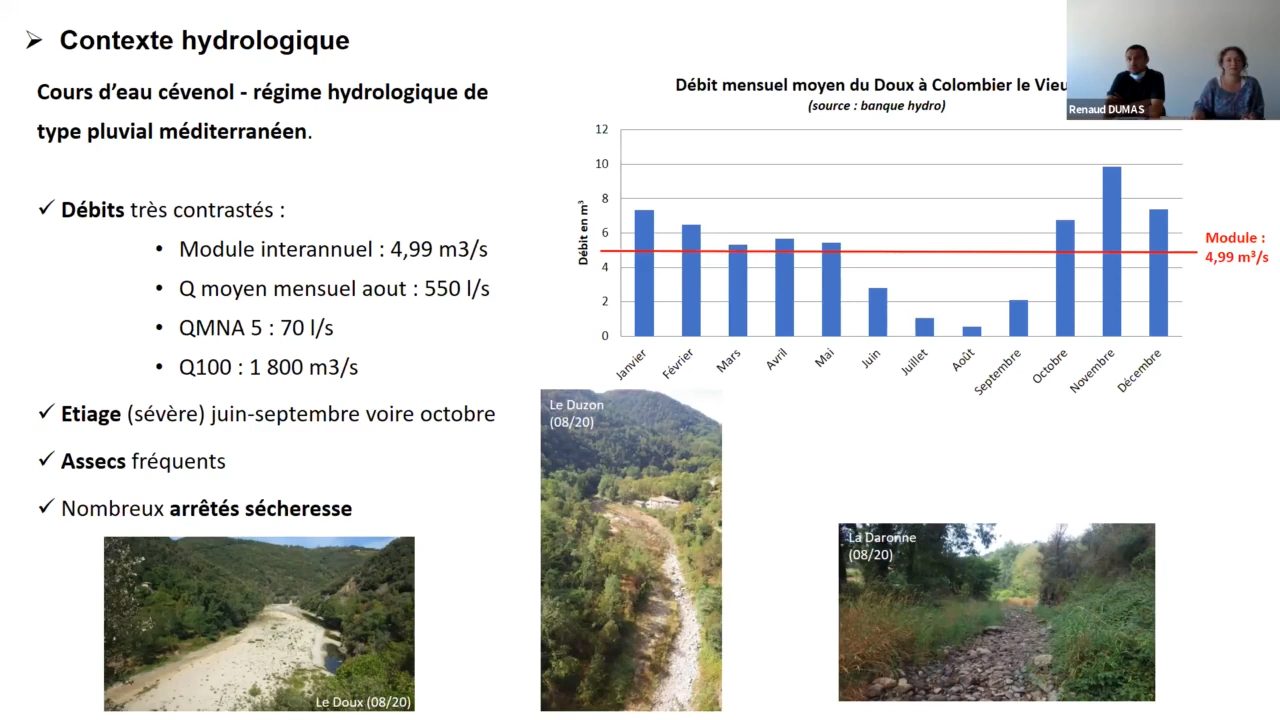 Contexte hydrologique
Cours d’eau cévenol - régime hydrologique de
type pluvial méditerranéen.
Débits très contrastés :
• Module interannuel : 4,99 m3/s
• Q moyen mensuel aout : 550 l/s
• QMNA 5 : 70 l/s
• Q100 : 1 800 m3/s
Etiage (sévère) juin-septembre voire octobre
Assecs fréquents
Nombreux arrêtés sécheresse
Le Doux (08/20)
Débit mensuel moyen du Doux à Colombier le Vieu
(source : banque hydro)
Débit en m³
12
10
8
6
4
2
0
Janvier
Février
Mars
Avril
Mai
Juin
Juillet
Août
Septembre
Octobre
Novembre
Décembre
Module :
4,99 m³/s
Renaud DUMAS
Le Duzon
(08/20)
La Daronne
(08/20)